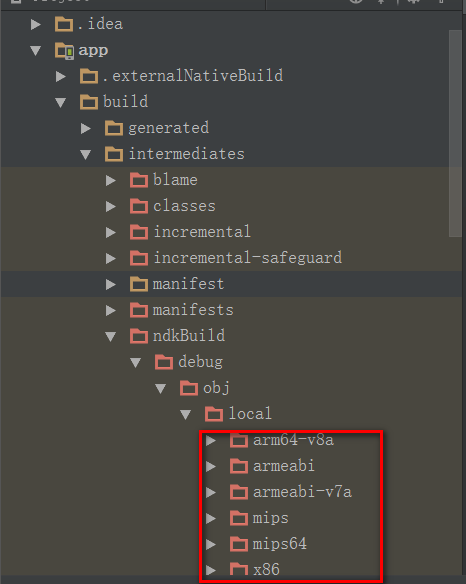 .idea
app
.externalNativeBuild
build
generated
intermediates
blame
classes
incremental
incremental-safeguard
manifest
manifests
ndkBuild
debug
obj
local
arm64-v8a
armeabi
armeabi-v7a
mips
mips64
x86